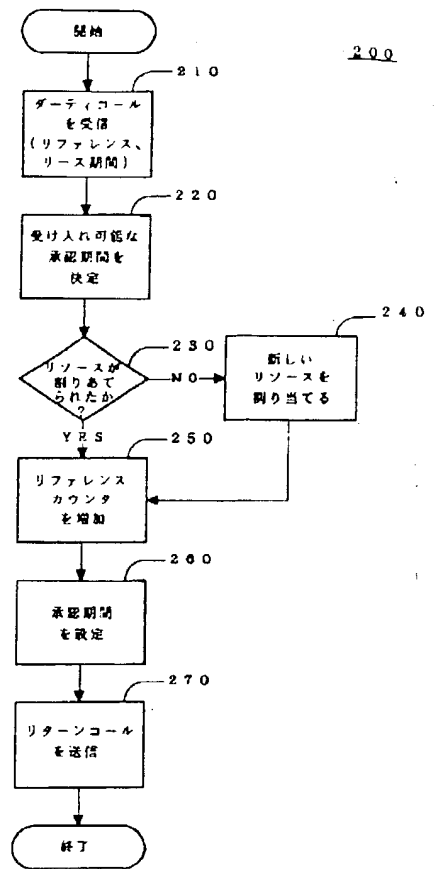 開始
200
210
ダーティコール
を受信
(リファレンス、
リース期間)
220
受け入れ可能な
承認期間を
決定
230
リソースが
割りあて
られたか
?
NO
240
新しい
リソースを
割り当てる
YES
250
リファレンス
カウンタ
を増加
260
承認期間
を設定
270
リターンコール
を送信
終了